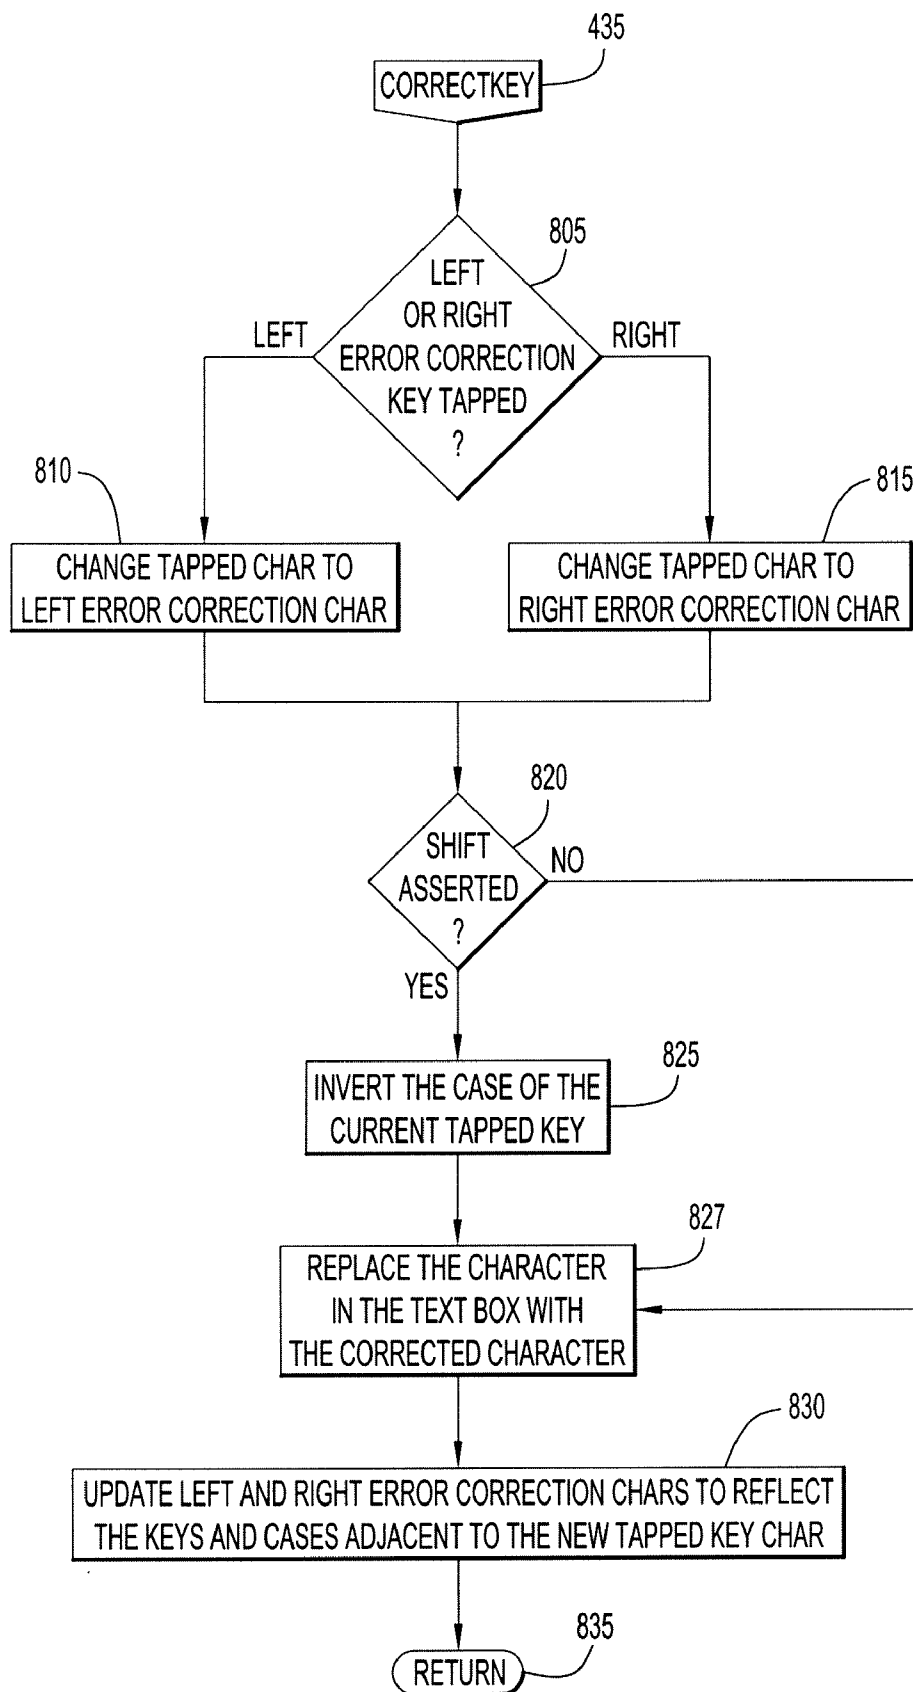 435
CORRECTKEY
805
LEFT
OR RIGHT
ERROR CORRECTION
KEY TAPPED
?
LEFT
RIGHT
810
815
CHANGE TAPPED CHAR TO
LEFT ERROR CORRECTION CHAR
CHANGE TAPPED CHAR TO
RIGHT ERROR CORRECTION CHAR
820
SHIFT
ASSERTED
?
NO
YES
825
INVERT THE CASE OF THE
CURRENT TAPPED KEY
827
REPLACE THE CHARACTER
IN THE TEXT BOX WITH
THE CORRECTED CHARACTER
830
UPDATE LEFT AND RIGHT ERROR CORRECTION CHARS TO REFLECT
THE KEYS AND CASES ADJACENT TO THE NEW TAPPED KEY CHAR
835
RETURN